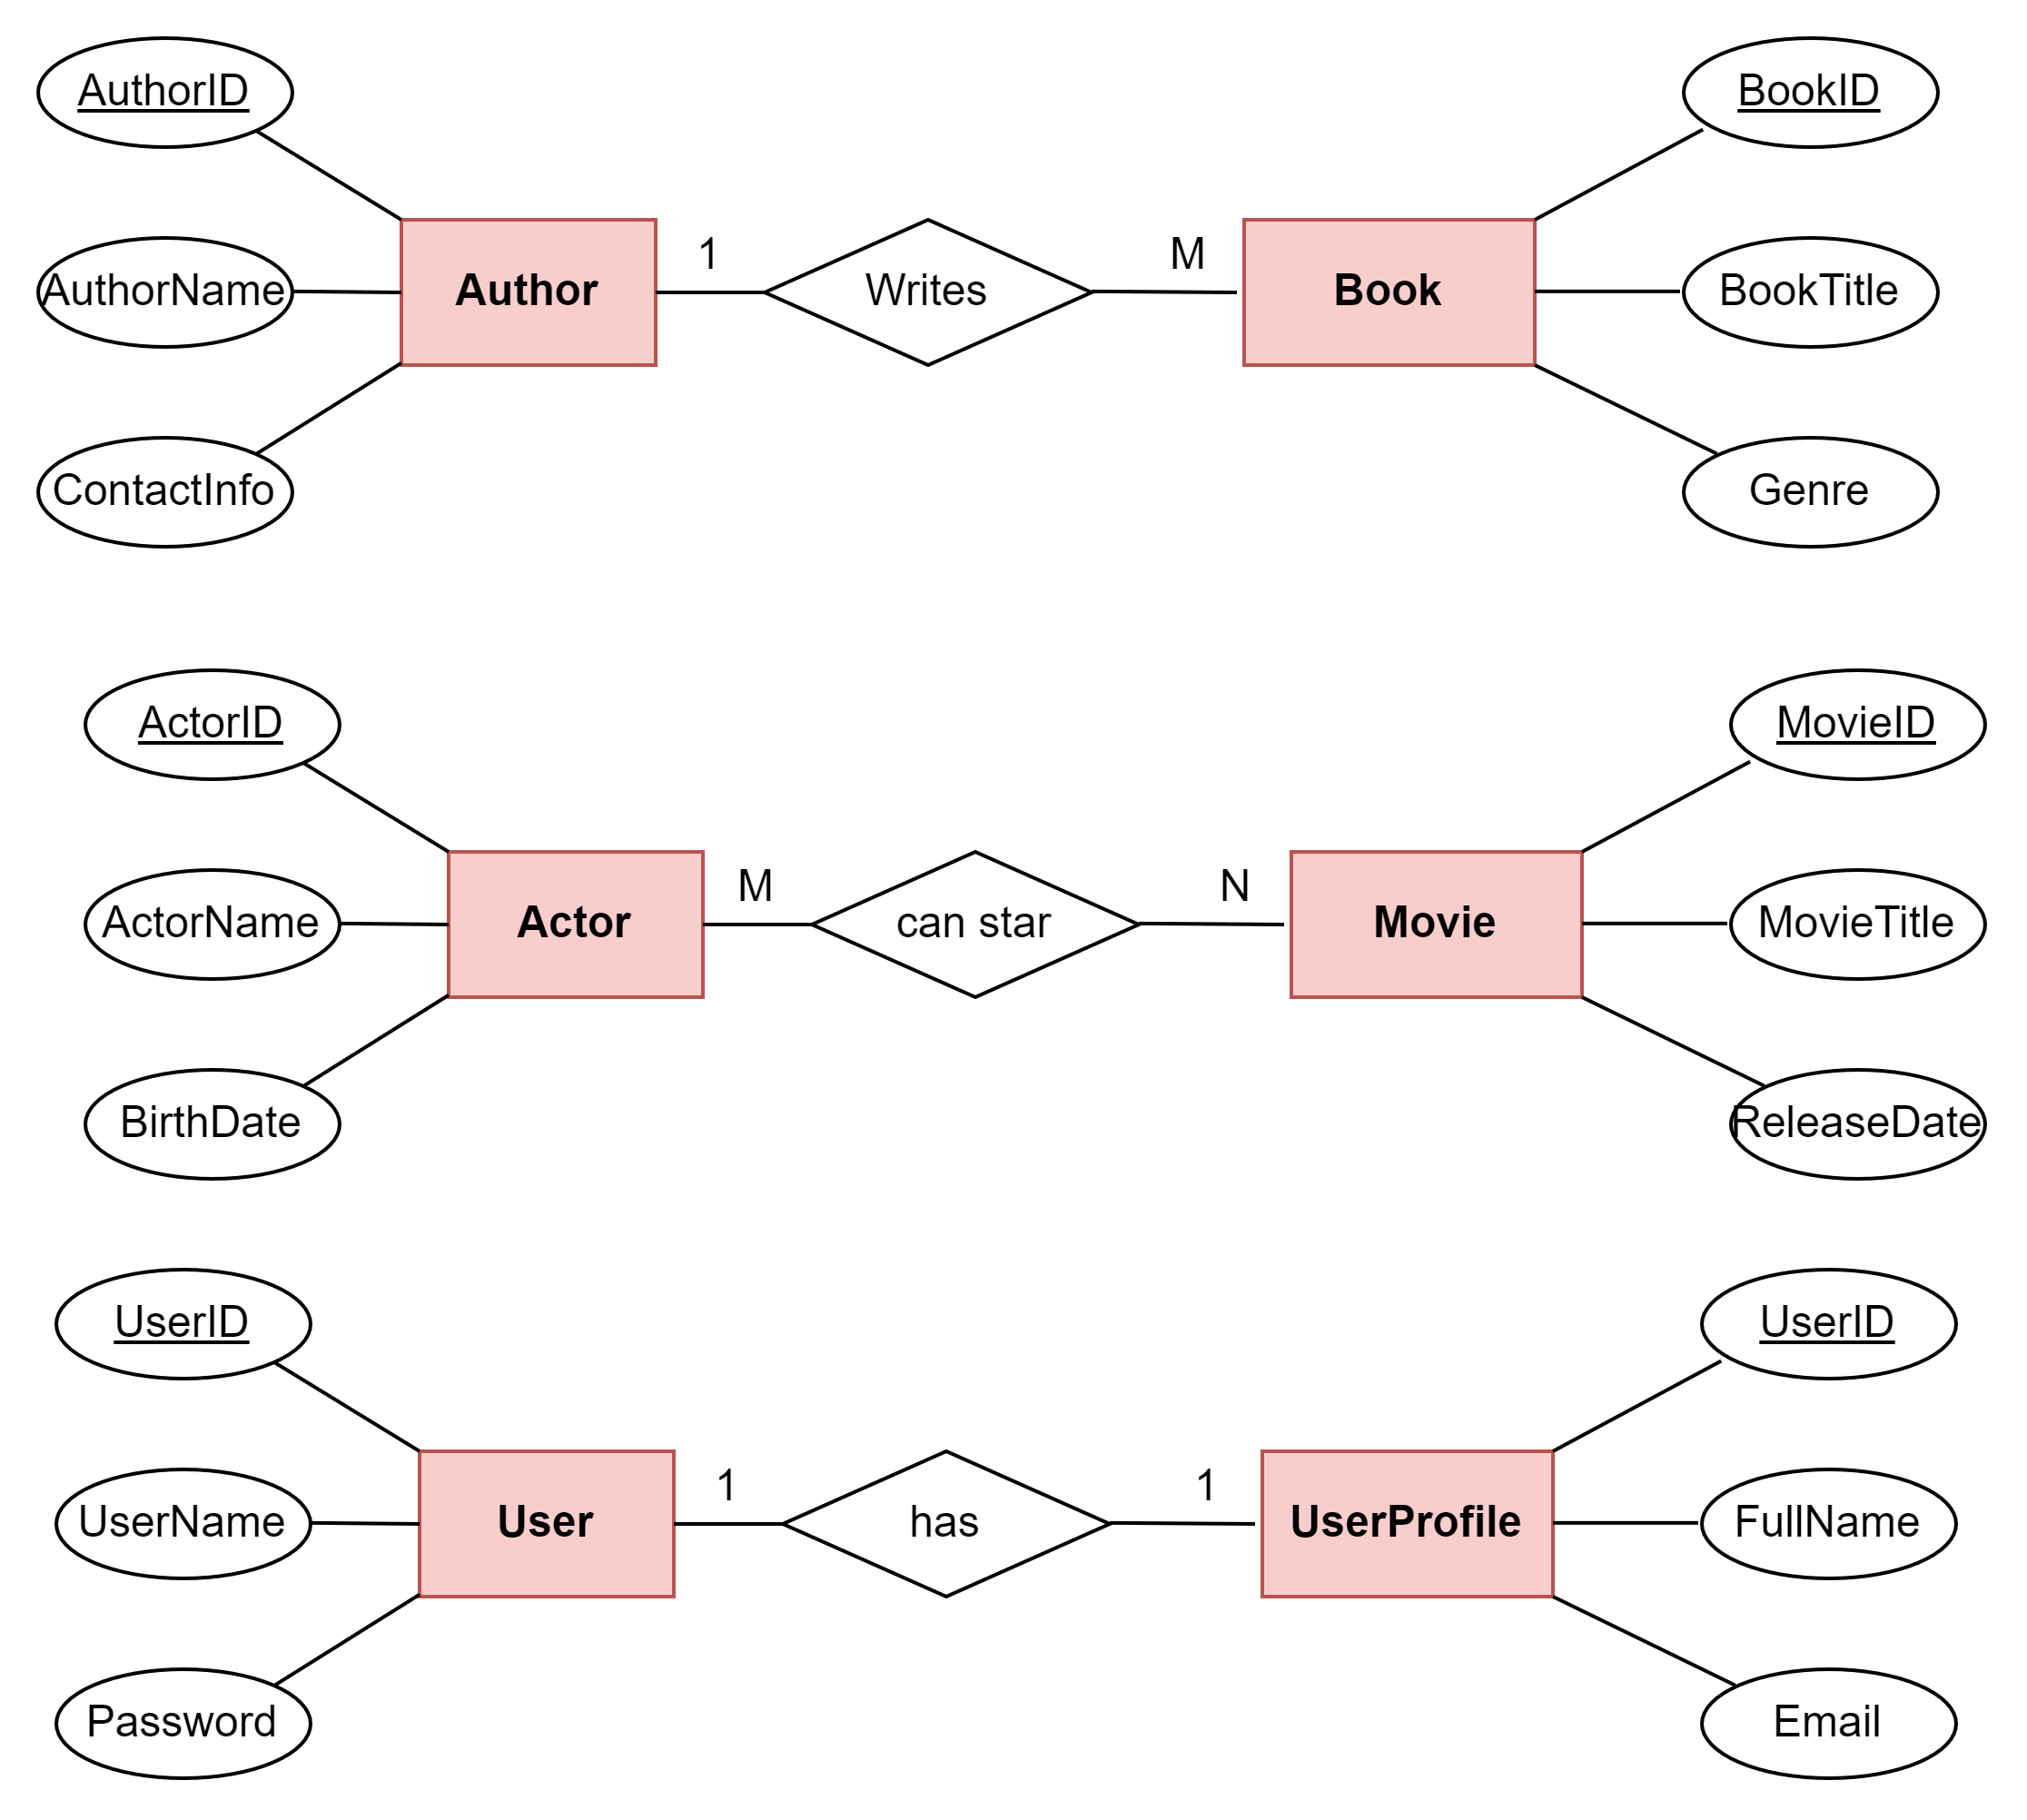 AuthorID
BookID
1
M
AuthorName
Author
Writes
Book
BookTitle
ContactInfo
Genre
ActorID
MovieID
M
N
ActorName
Actor
can star
Movie
MovieTitle
BirthDate
ReleaseDate
UserID
UserID
1
1
UserName
User
has
UserProfile
FullName
Password
Email